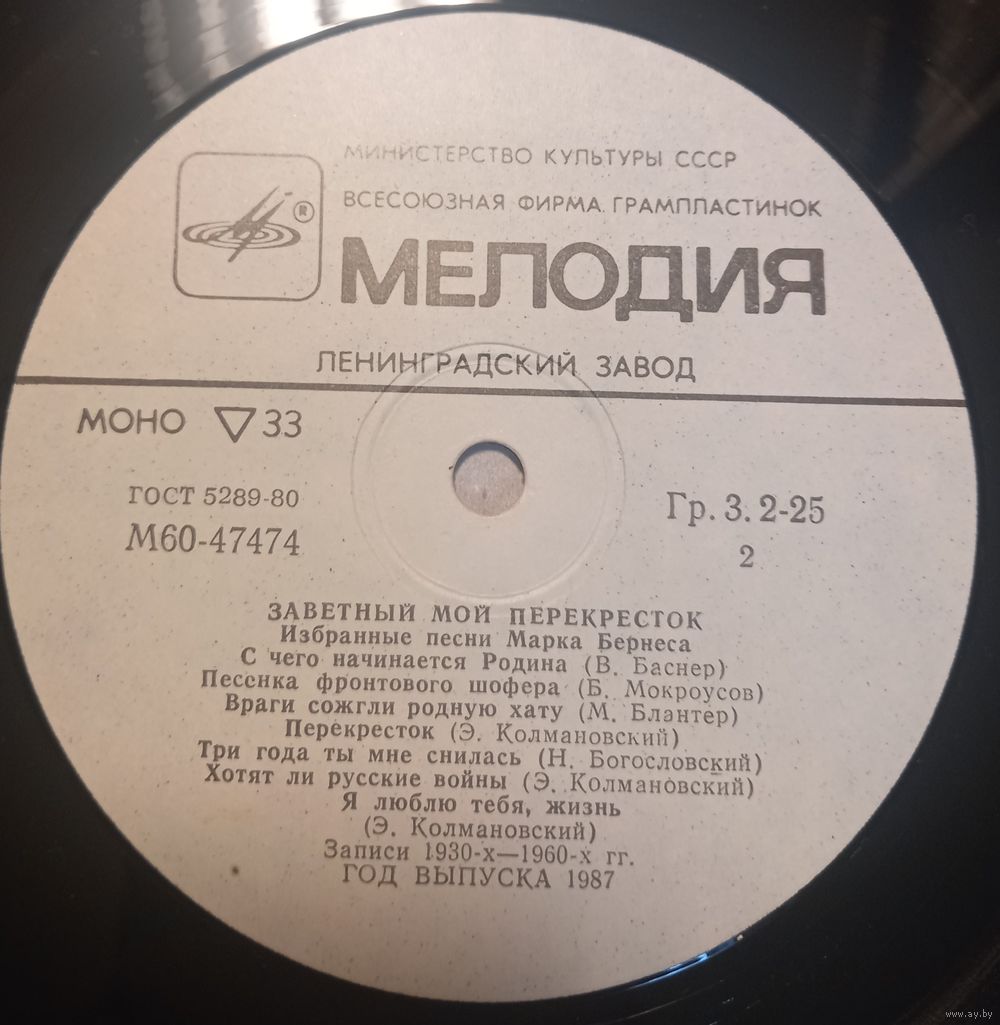 МИНИСТЕРСТВО КУЛЬТУРЫ СССР
ВСЕСОЮЗНАЯ ФИРМА ГРАМПЛАСТИНОК
®
МЕЛОДИЯ
ЛЕНИНГРАДСКИЙ ЗАВОД
МОНО ▽ 33
ГОСТ 5289-80
М60-47474
Гр. 3. 2-25
2
ЗАВЕТНЫЙ МОЙ ПЕРЕКРЕСТОК
Избранные песни Марка Бернеса
С чего начинается Родина (В. Баснер)
Песенка фронтового шофера (Б. Мокроусов)
Враги сожгли родную хату (М. Блантер)
Перекресток (Э. Колмановский)
Три года ты мне снилась (Н. Богословский)
Хотят ли русские войны (Э. Колмановский)
Я люблю тебя, жизнь
(Э. Колмановский)
Записи 1930-х—1960-х гг.
ГОД ВЫПУСКА 1987
www.ay.by